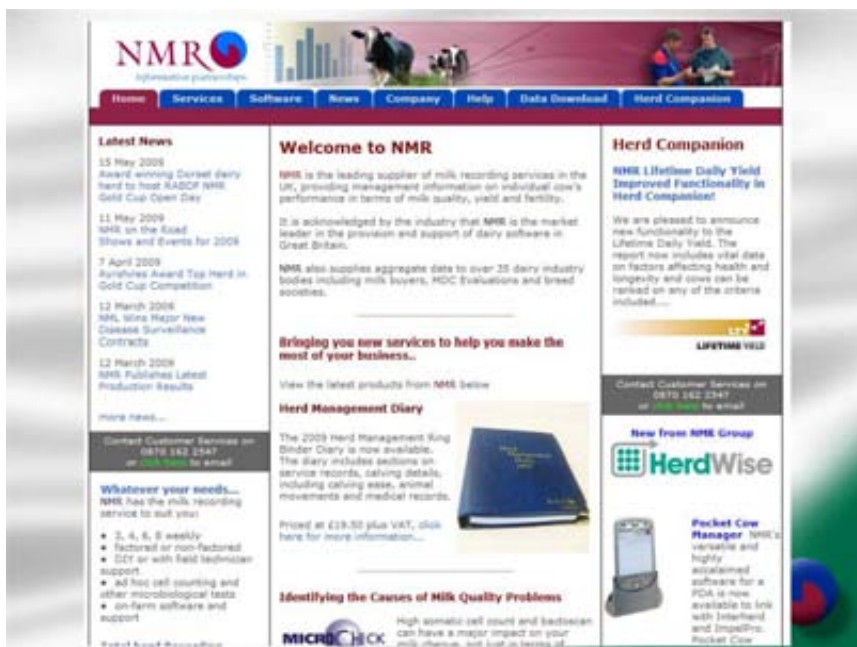 NMR
informative partnerships
Home
Services
Software
News
Company
Help
Data Download
Herd Companion
Latest News
15 May 2009
Award winning Dorset dairy
herd to host RABDF NMR
Gold Cup Open Day
11 May 2009
NMR on the Road
Shows and Events for 2009
7 April 2009
Ayrshires Award Top Herd in
Gold Cup Competition
12 March 2009
NML Wins Major New
Disease Surveillance
Contracts
12 March 2009
NMR Publishes Latest
Production Results
more news...
Contact Customer Services on
0870 162 2547
or click here to email
Whatever your needs...
NMR has the milk recording
service to suit you:
• 3, 4, 6, 8 weekly
• factored or non-factored
• DIY or with field technician
support
• ad hoc cell counting and
other microbiological tests
• on-farm software and
support
Total herd Recording
Welcome to NMR
NMR is the leading supplier of milk recording services in the
UK, providing management information on individual cow's
performance in terms of milk quality, yield and fertility.
It is acknowledged by the industry that NMR is the market
leader in the provision and support of dairy software in
Great Britain.
NMR also supplies aggregate data to over 35 dairy industry
bodies including milk buyers, MDC Evaluations and breed
societies.
Bringing you new services to help you make the
most of your business..
View the latest products from NMR below
Herd Management Diary
The 2009 Herd Management Ring
Binder Diary is now available.
The diary includes sections on
service records, calving details,
including calving ease, animal
movements and medical records.
Priced at £19.50 plus VAT, click
here for more information...
Identifying the Causes of Milk Quality Problems
MICROCHECK
High somatic cell count and bactoscan
can have a major impact on your
milk cheque, not just in terms of
Herd Companion
NMR Lifetime Daily Yield
Improved Functionality in
Herd Companion!
We are pleased to announce
new functionality to the
Lifetime Daily Yield. The
report now includes vital data
on factors affecting health and
longevity and cows can be
ranked on any of the criteria
included....
LIFETIME YIELD
Contact Customer Services on
0870 162 2547
or click here to email
New from NMR Group
HerdWise
Pocket Cow
Manager NMR's
versatile and
highly
acclaimed
software for a
PDA is now
available to link
with Interherd
and ImpelPro.
Pocket Cow